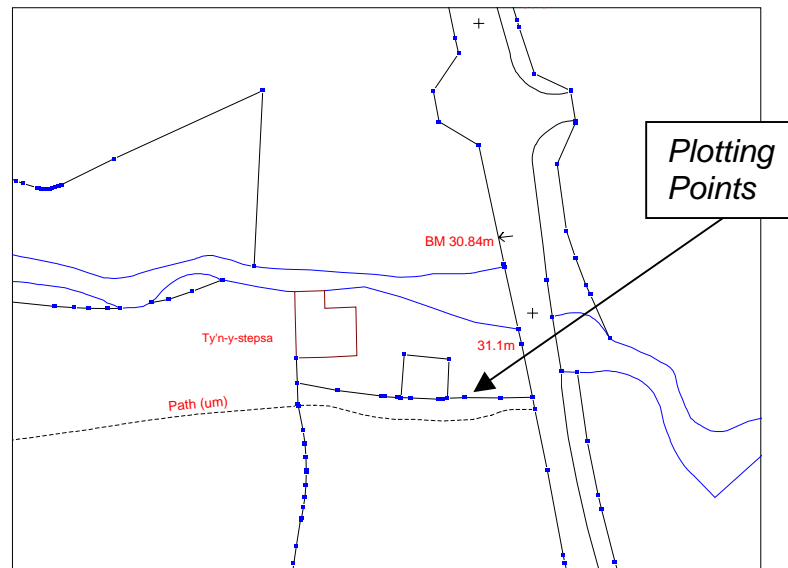 Plotting
Points
BM 30.84m
Ty'n-y-stepsa
31.1m
Path (um)